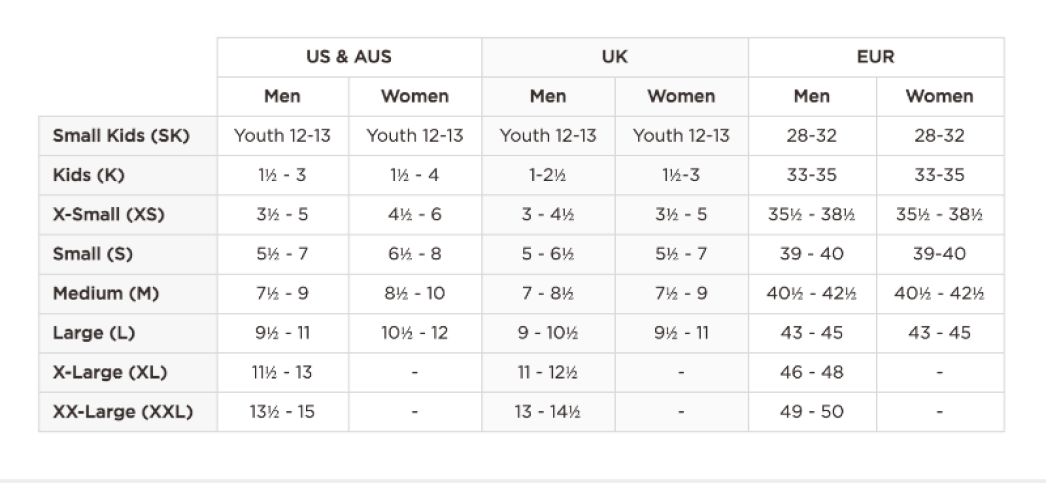 US & AUS UK EUR
Men Women Men Women Men Women
Small Kids (SK) Youth 12-13 Youth 12-13 Youth 12-13 Youth 12-13 28-32 28-32
Kids (K) 1½ - 3 1½ - 4 1-2½ 1½-3 33-35 33-35
X-Small (XS) 3½ - 5 4½ - 6 3 - 4½ 3½ - 5 35½ - 38½ 35½ - 38½
Small (S) 5½ - 7 6½ - 8 5 - 6½ 5½ - 7 39 - 40 39-40
Medium (M) 7½ - 9 8½ - 10 7 - 8½ 7½ - 9 40½ - 42½ 40½ - 42½
Large (L) 9½ - 11 10½ - 12 9 - 10½ 9½ - 11 43 - 45 43 - 45
X-Large (XL) 11½ - 13 - 11 - 12½ - 46 - 48 -
XX-Large (XXL) 13½ - 15 - 13 - 14½ - 49 - 50 -